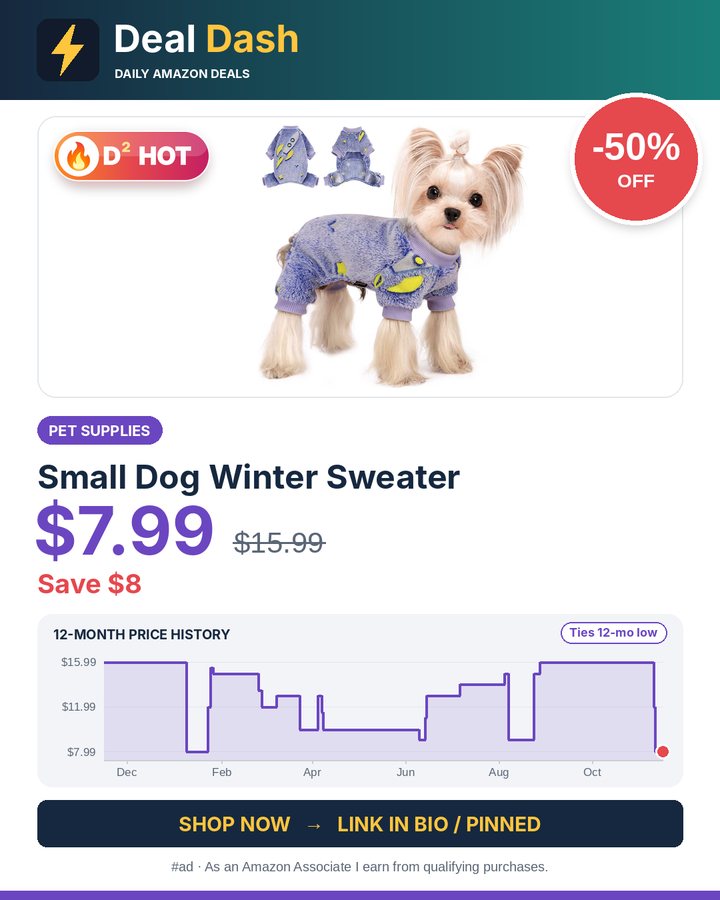 Deal Dash
DAILY AMAZON DEALS
D² HOT
-50%
OFF
PET SUPPLIES
Small Dog Winter Sweater
$7.99 $15.99
Save $8
12-MONTH PRICE HISTORY
Ties 12-mo low
$15.99
$11.99
$7.99
Dec Feb Apr Jun Aug Oct
SHOP NOW → LINK IN BIO / PINNED
#ad · As an Amazon Associate I earn from qualifying purchases.